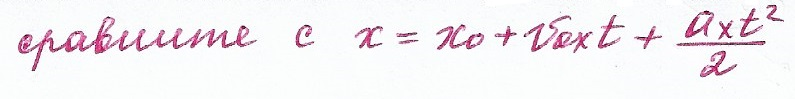 сравните с x = x₀ + v₀ₓt + aₓt²/2